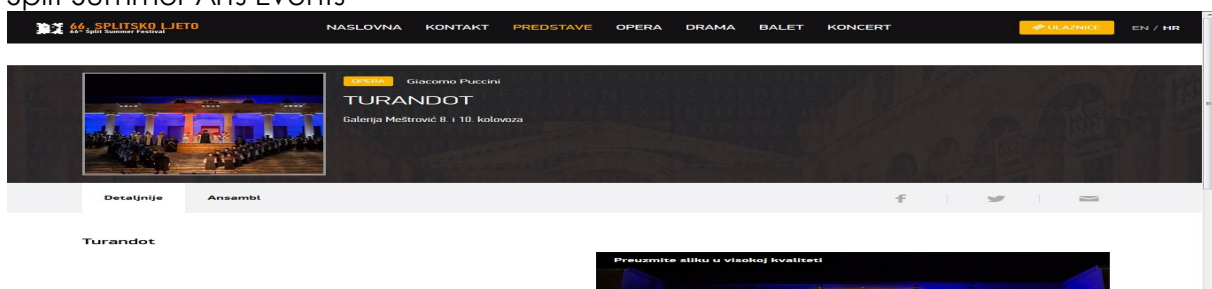 Split Summer Arts Events
66. SPLITSKO LJETO
66th Split Summer Festival
NASLOVNA KONTAKT PREDSTAVE OPERA DRAMA BALET KONCERT
ULAZNICE
EN / HR
OPERA Giacomo Puccini
TURANDOT
Galerija Meštrović 8. i 10. kolovoza
Detaljnije Ansambl
Turandot
Preuzmite sliku u visokoj kvaliteti